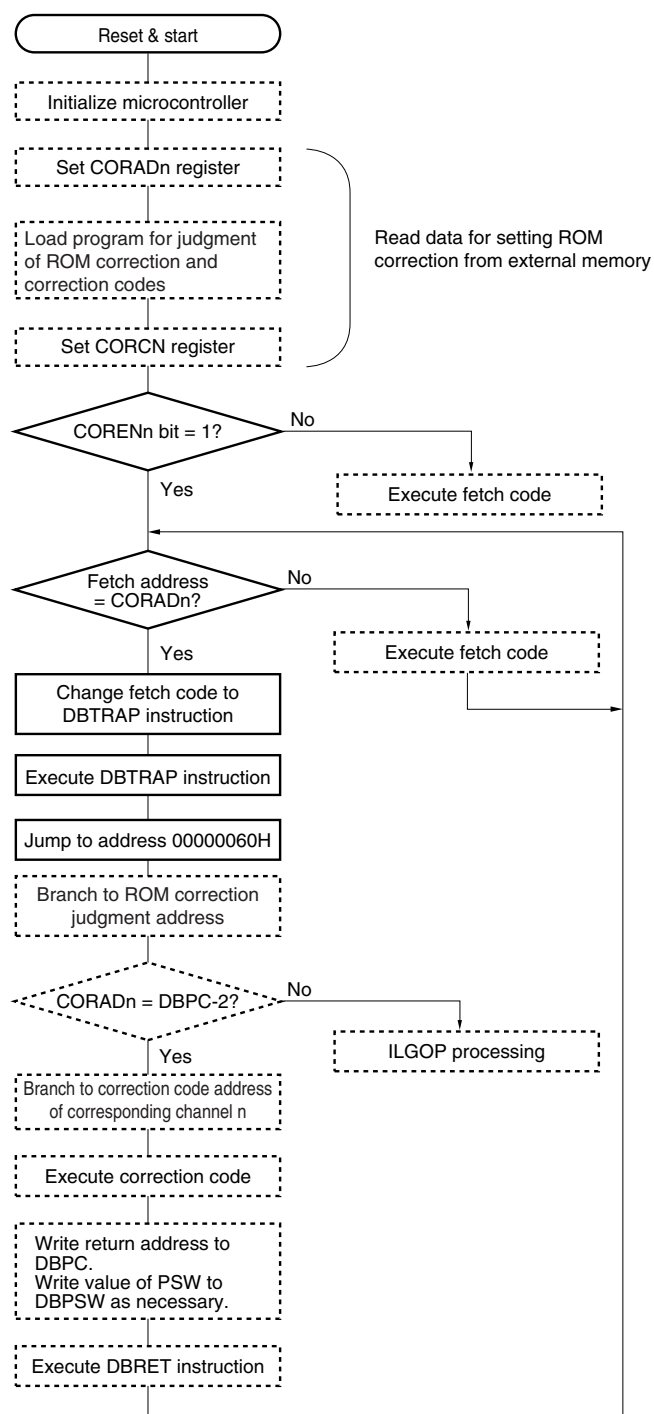 Reset & start
Initialize microcontroller
Set CORADn register
Load program for judgment
of ROM correction and
correction codes
Read data for setting ROM
correction from external memory
Set CORCN register
CORENn bit = 1?
No
Execute fetch code
Yes
Fetch address
= CORADn?
No
Execute fetch code
Yes
Change fetch code to
DBTRAP instruction
Execute DBTRAP instruction
Jump to address 00000060H
Branch to ROM correction
judgment address
CORADn = DBPC-2?
No
ILGOP processing
Yes
Branch to correction code address
of corresponding channel n
Execute correction code
Write return address to
DBPC.
Write value of PSW to
DBPSW as necessary.
Execute DBRET instruction